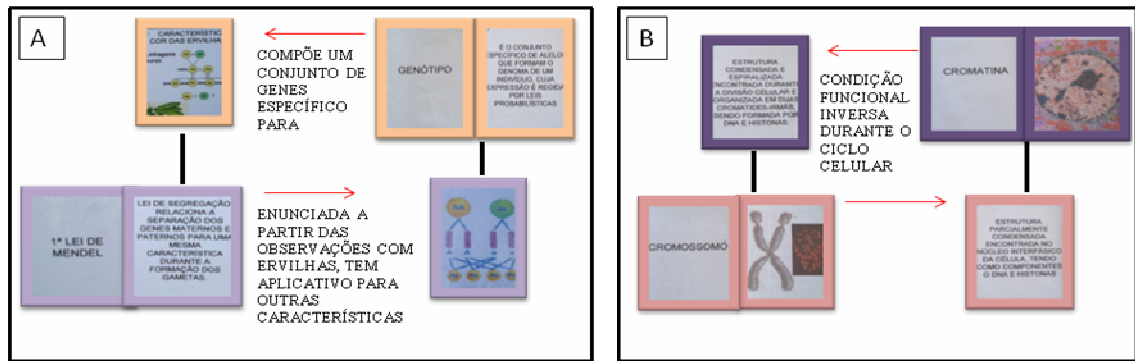 A
CARACTERÍSTIC
COR DAS ERVILHA
COMPÕE UM
CONJUNTO DE
GENES
ESPECÍFICO
PARA
GENÓTIPO
É O CONJUNTO
ESPECÍFICO DE ALELO
QUE FORMAM O
GENOMA DE UM
INDIVÍDUO, CUJA
EXPRESSÃO É REGIDA
POR LEIS
PROBABILÍSTICAS
1ª LEI DE
MENDEL
LEI DE SEGREGAÇÃO
RELACIONA A
SEPARAÇÃO DOS
GENES MATERNOS E
PATERNOS PARA UMA
MESMA
CARACTERÍSTICA
DURANTE A
FORMAÇÃO DOS
GAMETAS.
ENUNCIADA A
PARTIR DAS
OBSERVAÇÕES COM
ERVILHAS, TEM
APLICATIVO PARA
OUTRAS
CARACTERÍSTICAS
B
ESTRUTURA
CONDENSADA E
ESPIRALIZADA
ENCONTRADA DURANTE
A DIVISÃO CELULAR E
ORGANIZADA EM DUAS
CROMÁTIDES-IRMÃS,
SENDO FORMADA POR
DNA E HISTONAS.
CONDIÇÃO
FUNCIONAL
INVERSA
DURANTE O
CICLO
CELULAR
CROMATINA
CROMOSSOMO
ESTRUTURA
PARCIALMENTE
CONDENSADA
ENCONTRADA NO
NÚCLEO INTERFÁSICO
DA CÉLULA, TENDO
COMO COMPONENTES
O DNA E HISTONAS